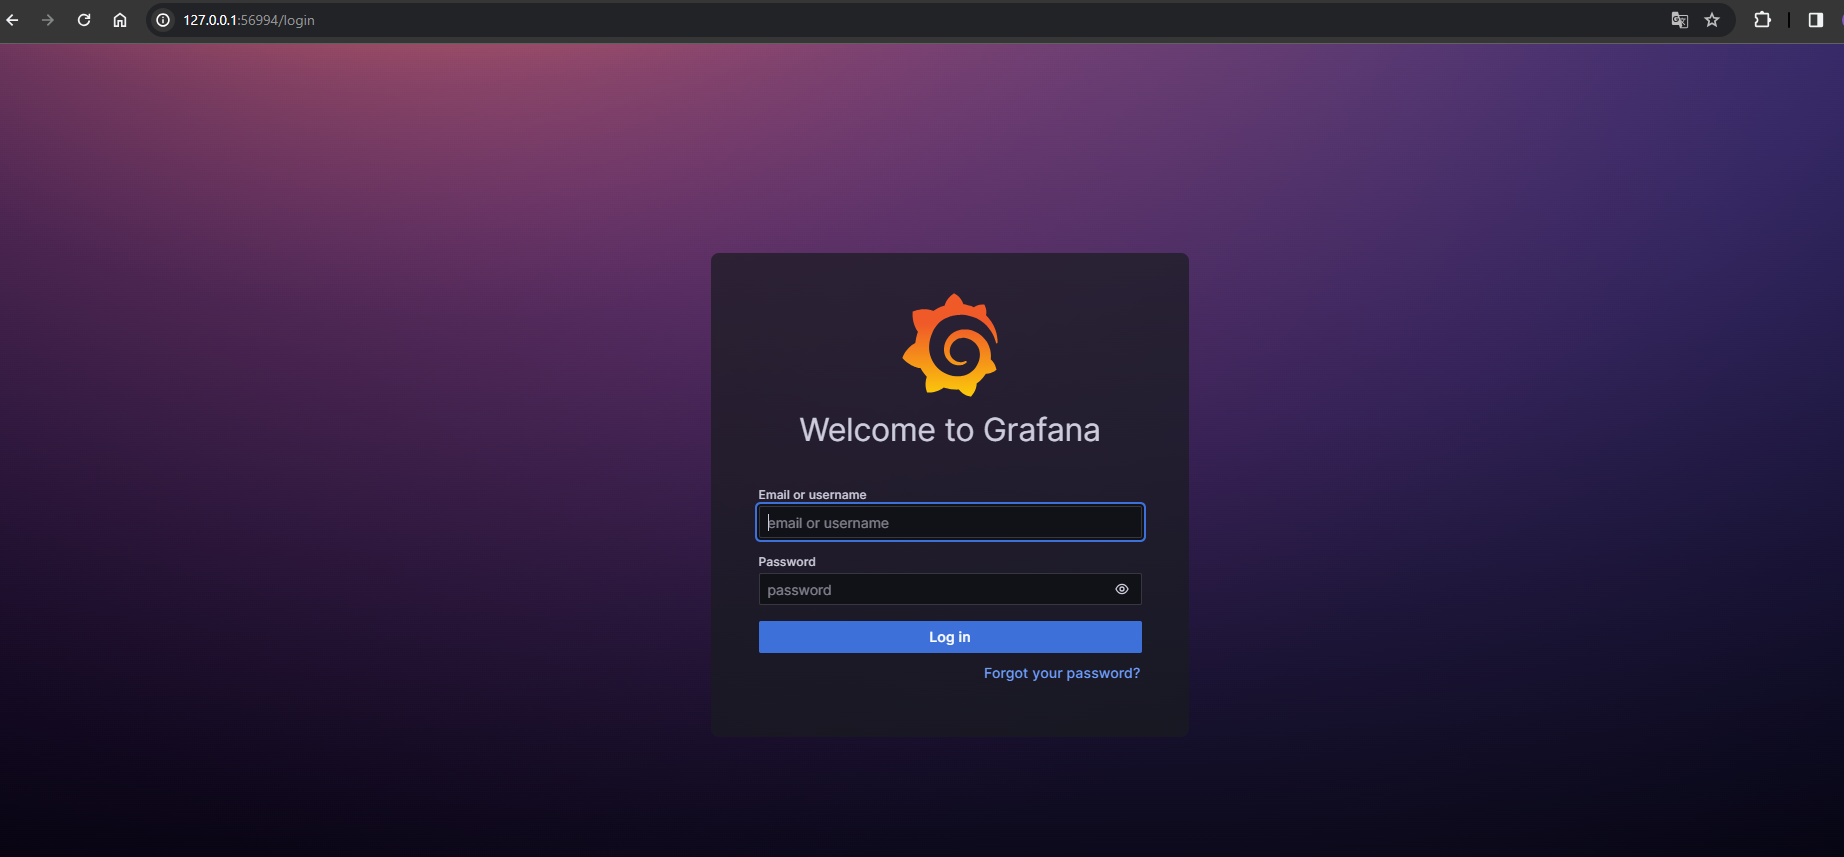 127.0.0.1:56994/login
Welcome to Grafana
Email or username
email or username
Password
password
Log in
Forgot your password?